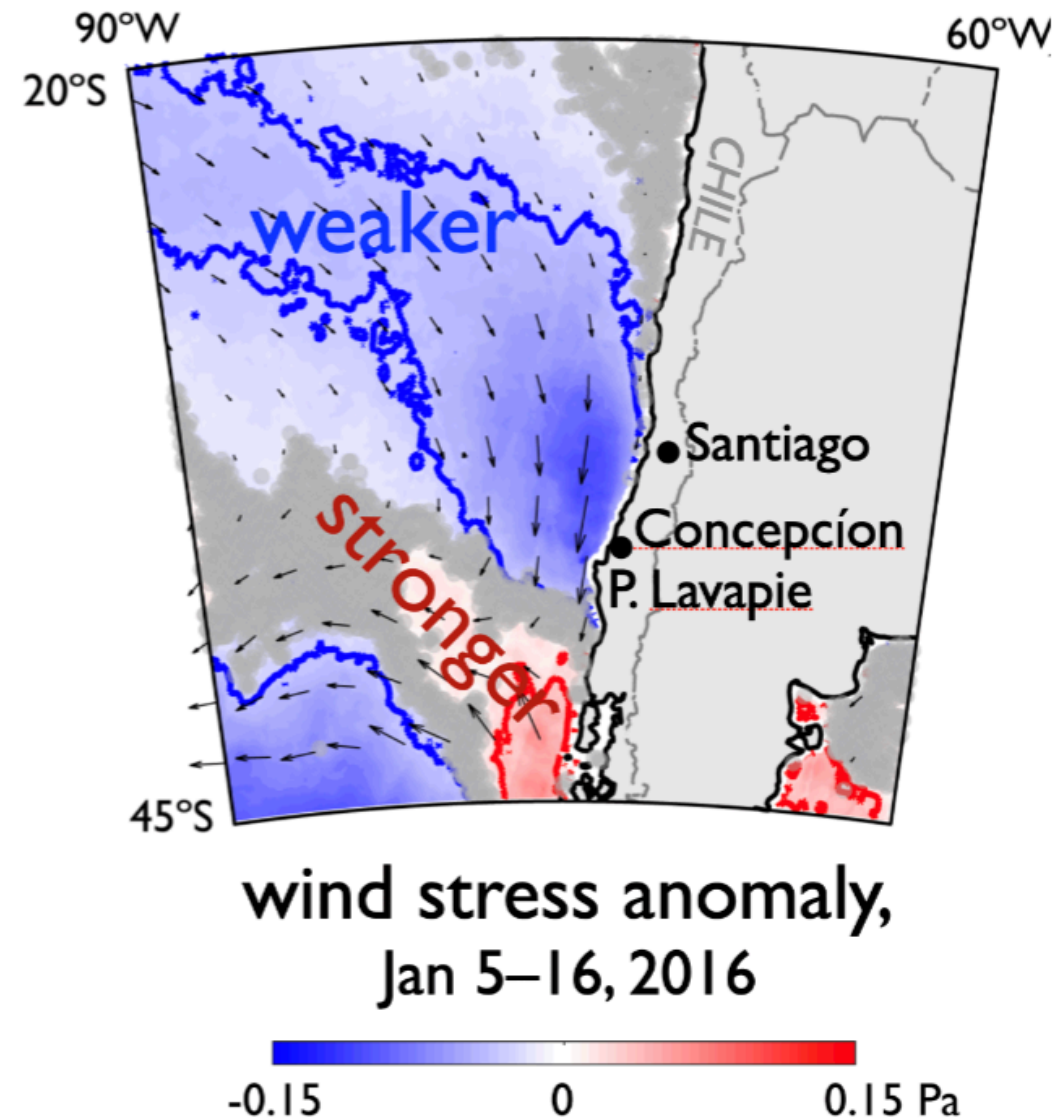 90°W
60°W
20°S
CHILE
weaker
Santiago
stronger
Concepcíon
P. Lavapie
45°S
wind stress anomaly,
Jan 5–16, 2016
-0.15 0 0.15 Pa